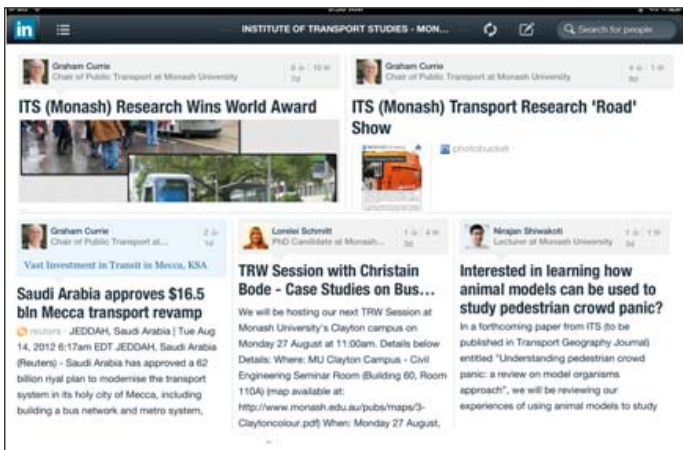 in
INSTITUTE OF TRANSPORT STUDIES - MON...
Search for people
Graham Currie
Chair of Public Transport at Monash University
7d
ITS (Monash) Research Wins World Award
Graham Currie
Chair of Public Transport at Monash University
ITS (Monash) Transport Research 'Road'
Show
photobucket
Graham Currie
Chair of Public Transport at...
2
1d
Vast Investment in Transit in Mecca, KSA
Saudi Arabia approves $16.5
bln Mecca transport revamp
reuters · JEDDAH, Saudi Arabia | Tue Aug
14, 2012 6:17am EDT JEDDAH, Saudi Arabia
(Reuters) - Saudi Arabia has approved a 62
billion riyal plan to modernise the transport
system in its holy city of Mecca, including
building a bus network and metro system,
Lorelei Schmitt
PhD Candidate at Monash...
1 4
3d
TRW Session with Christain
Bode - Case Studies on Bus...
We will be hosting our next TRW Session at
Monash University's Clayton campus on
Monday 27 August at 11:00am. Details below
Details: Where: MU Clayton Campus - Civil
Engineering Seminar Room (Building 60, Room
110A) (map available at:
http://www.monash.edu.au/pubs/maps/3-
Claytoncolour.pdf) When: Monday 27 August,
Nirajan Shiwakoti
Lecturer at Monash University
1 1
3d
Interested in learning how
animal models can be used to
study pedestrian crowd panic?
In a forthcoming paper from ITS (to be
published in Transport Geography Journal)
entitled "Understanding pedestrian crowd
panic: a review on model organisms
approach", we will be reviewing our
experiences of using animal models to study